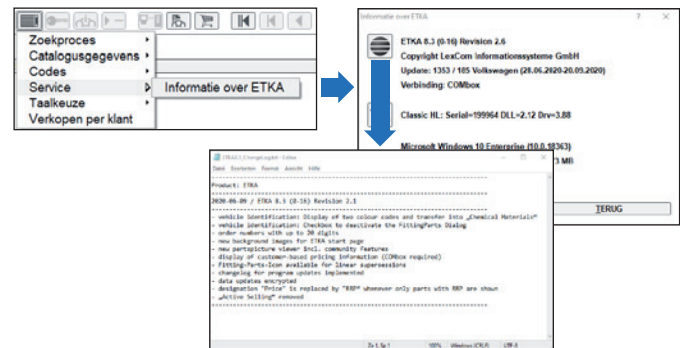 Zoekproces
Catalogusgegevens
Codes
Service
Taalkeuze
Verkopen per klant
Informatie over ETKA
Informatie over ETKA
ETKA 8.3 (0-16) Revision 2.6
Copyright LexCom Informationssysteme GmbH
Update: 1353 / 185 Volkswagen (28.06.2020-20.09.2020)
Verbinding: COMbox
Classic HL: Serial=199964 DLL=2.12 Drv=3.88
Microsoft Windows 10 Enterprise (10.0.18363)
MB
TERUG
Datei Bearbeiten Format Ansicht Hilfe
Product: ETKA
2020-06-09 / ETKA 8.3 (0-16) Revision 2.1
- vehicle identification: Display of two colour codes and transfer into „Chemical Materials"
- vehicle identification: Checkbox to deactivate the FittingParts Dialog
- order numbers with up to 20 digits
- new background images for ETKA start page
- new partspicture viewer incl. community features
- display of customer-based pricing information (COMbox required)
- Fitting-Parts-Icon available for linear supersessions
- changelog for program updates implemented
- data updates encrypted
- designation "Price" is replaced by "RRP" whenever only parts with RRP are shown
- „Active Selling" removed
100% Windows (CRLF) UTF-8